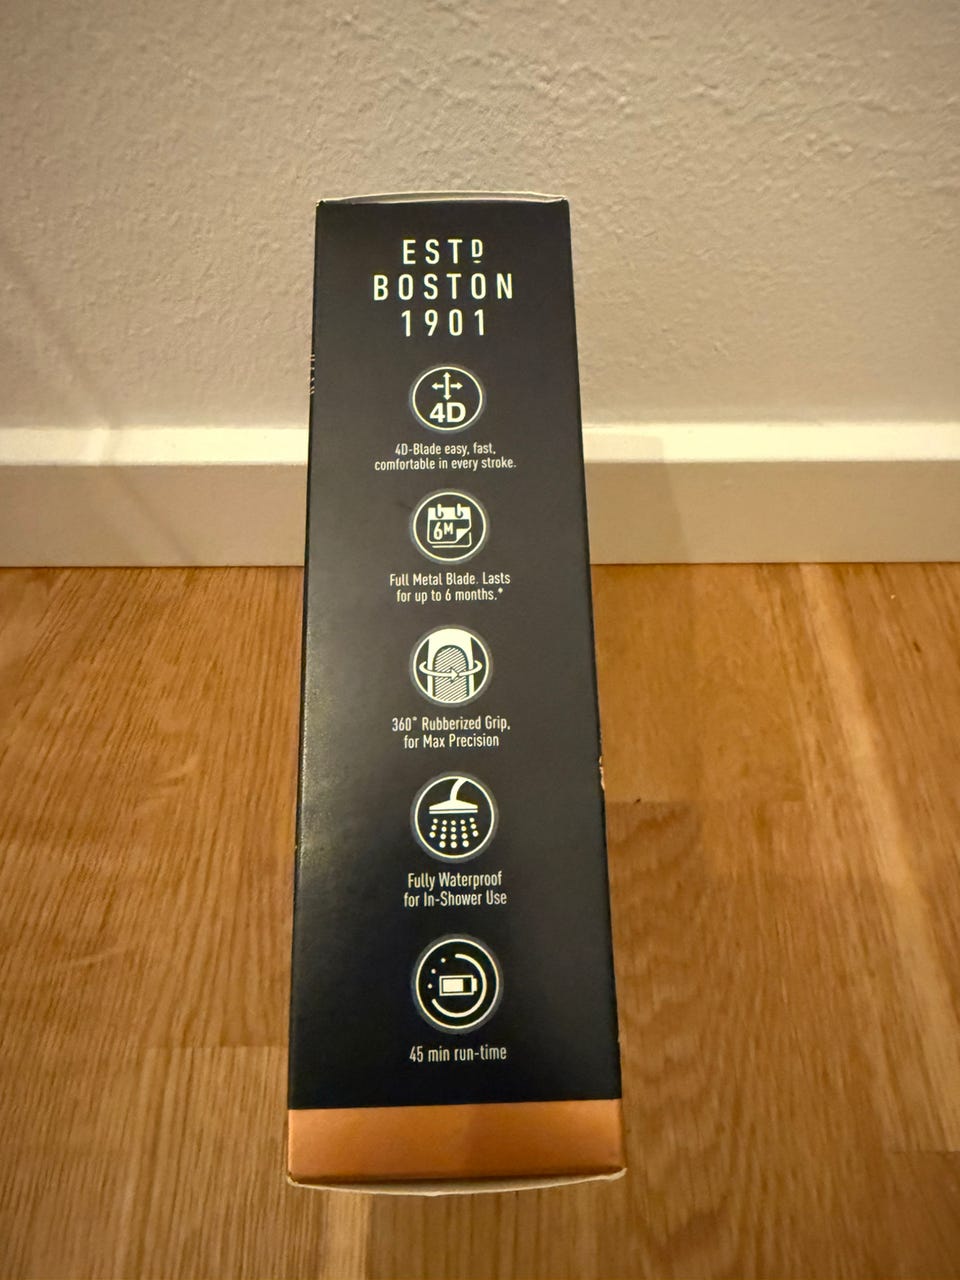 ESTD
BOSTON
1901
4D
4D-Blade easy, fast,
comfortable in every stroke.
6M
Full Metal Blade. Lasts
for up to 6 months.*
360° Rubberized Grip,
for Max Precision
Fully Waterproof
for In-Shower Use
45 min run-time